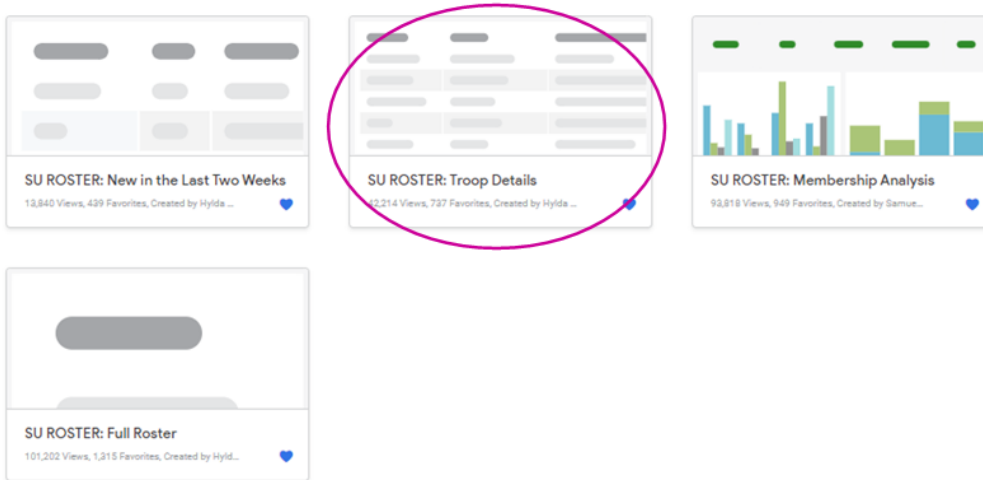 SU ROSTER: New in the Last Two Weeks
13,840 Views, 439 Favorites, Created by Hylda ...
SU ROSTER: Troop Details
42,214 Views, 737 Favorites, Created by Hylda ...
SU ROSTER: Membership Analysis
93,818 Views, 949 Favorites, Created by Samue...
SU ROSTER: Full Roster
101,202 Views, 1,315 Favorites, Created by Hyld...